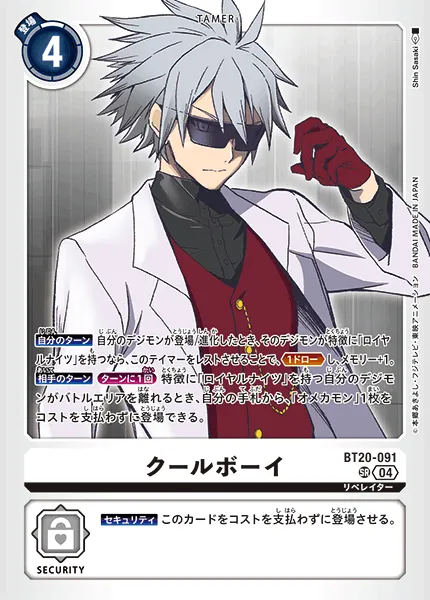 TAMER
登場
4
Shin Sasaki
©本郷あきよし・フジテレビ・東映アニメーション BANDAI MADE IN JAPAN
自分のターン 自分のデジモンが登場/進化したとき、そのデジモンが特徴に「ロイヤ
ルナイツ」を持つなら、このテイマーをレストさせることで、1ドローし、メモリー+1。
相手のターン ターンに1回 特徴に「ロイヤルナイツ」を持つ自分のデジモ
ンがバトルエリアを離れるとき、自分の手札から、「オメカモン」1枚を
コストを支払わずに登場できる。
クールボーイ
BT20-091
SR 04
リベレイター
SECURITY
セキュリティ このカードをコストを支払わずに登場させる。